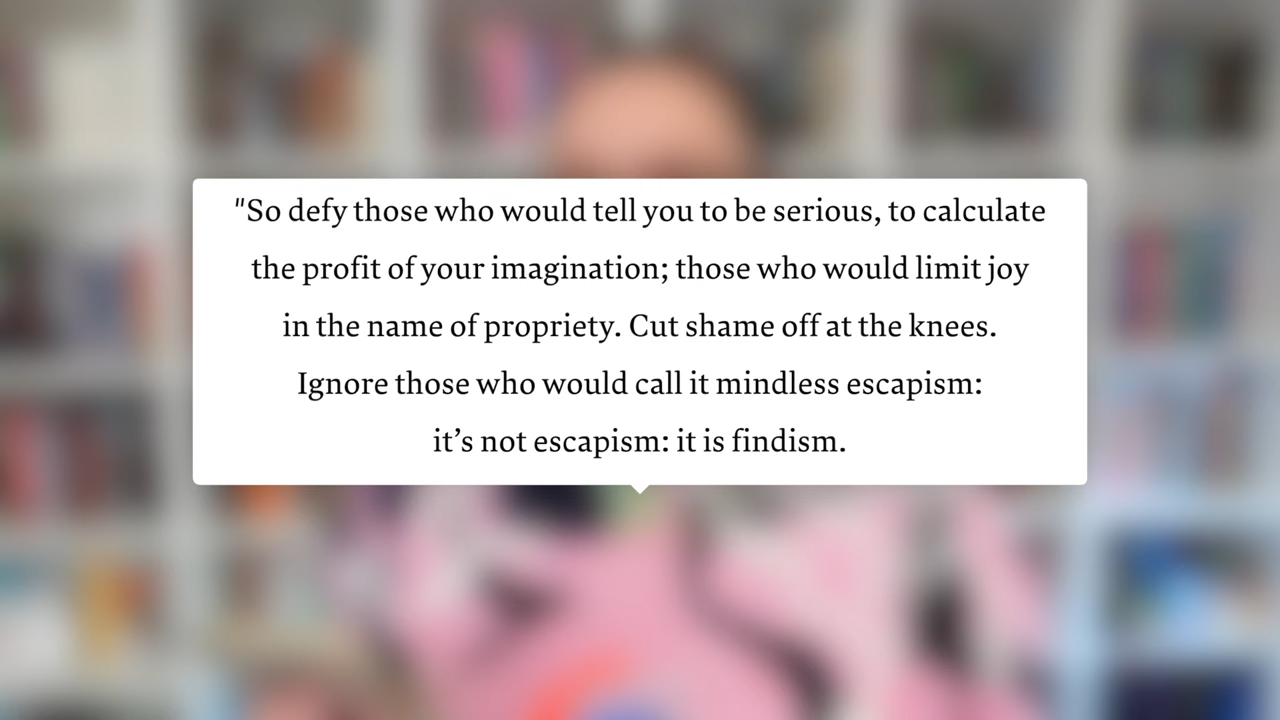 "So defy those who would tell you to be serious, to calculate
the profit of your imagination; those who would limit joy
in the name of propriety. Cut shame off at the knees.
Ignore those who would call it mindless escapism:
it’s not escapism: it is findism.